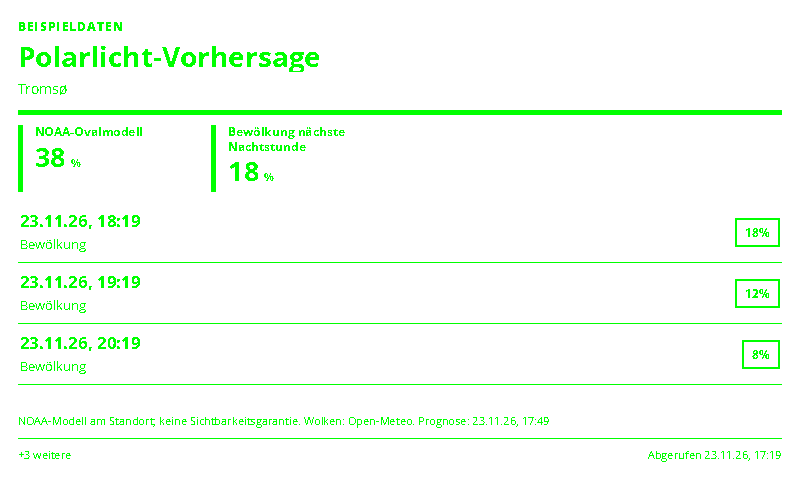 BEISPIELDATEN
Polarlicht-Vorhersage
Tromsø
NOAA-Ovalmodell
38 %
Bewölkung nächste
Nachtstunde
18 %
23.11.26, 18:19
Bewölkung
18%
23.11.26, 19:19
Bewölkung
12%
23.11.26, 20:19
Bewölkung
8%
NOAA-Modell am Standort; keine Sichtbarkeitsgarantie. Wolken: Open-Meteo. Prognose: 23.11.26, 17:49
+3 weitere
Abgerufen 23.11.26, 17:19